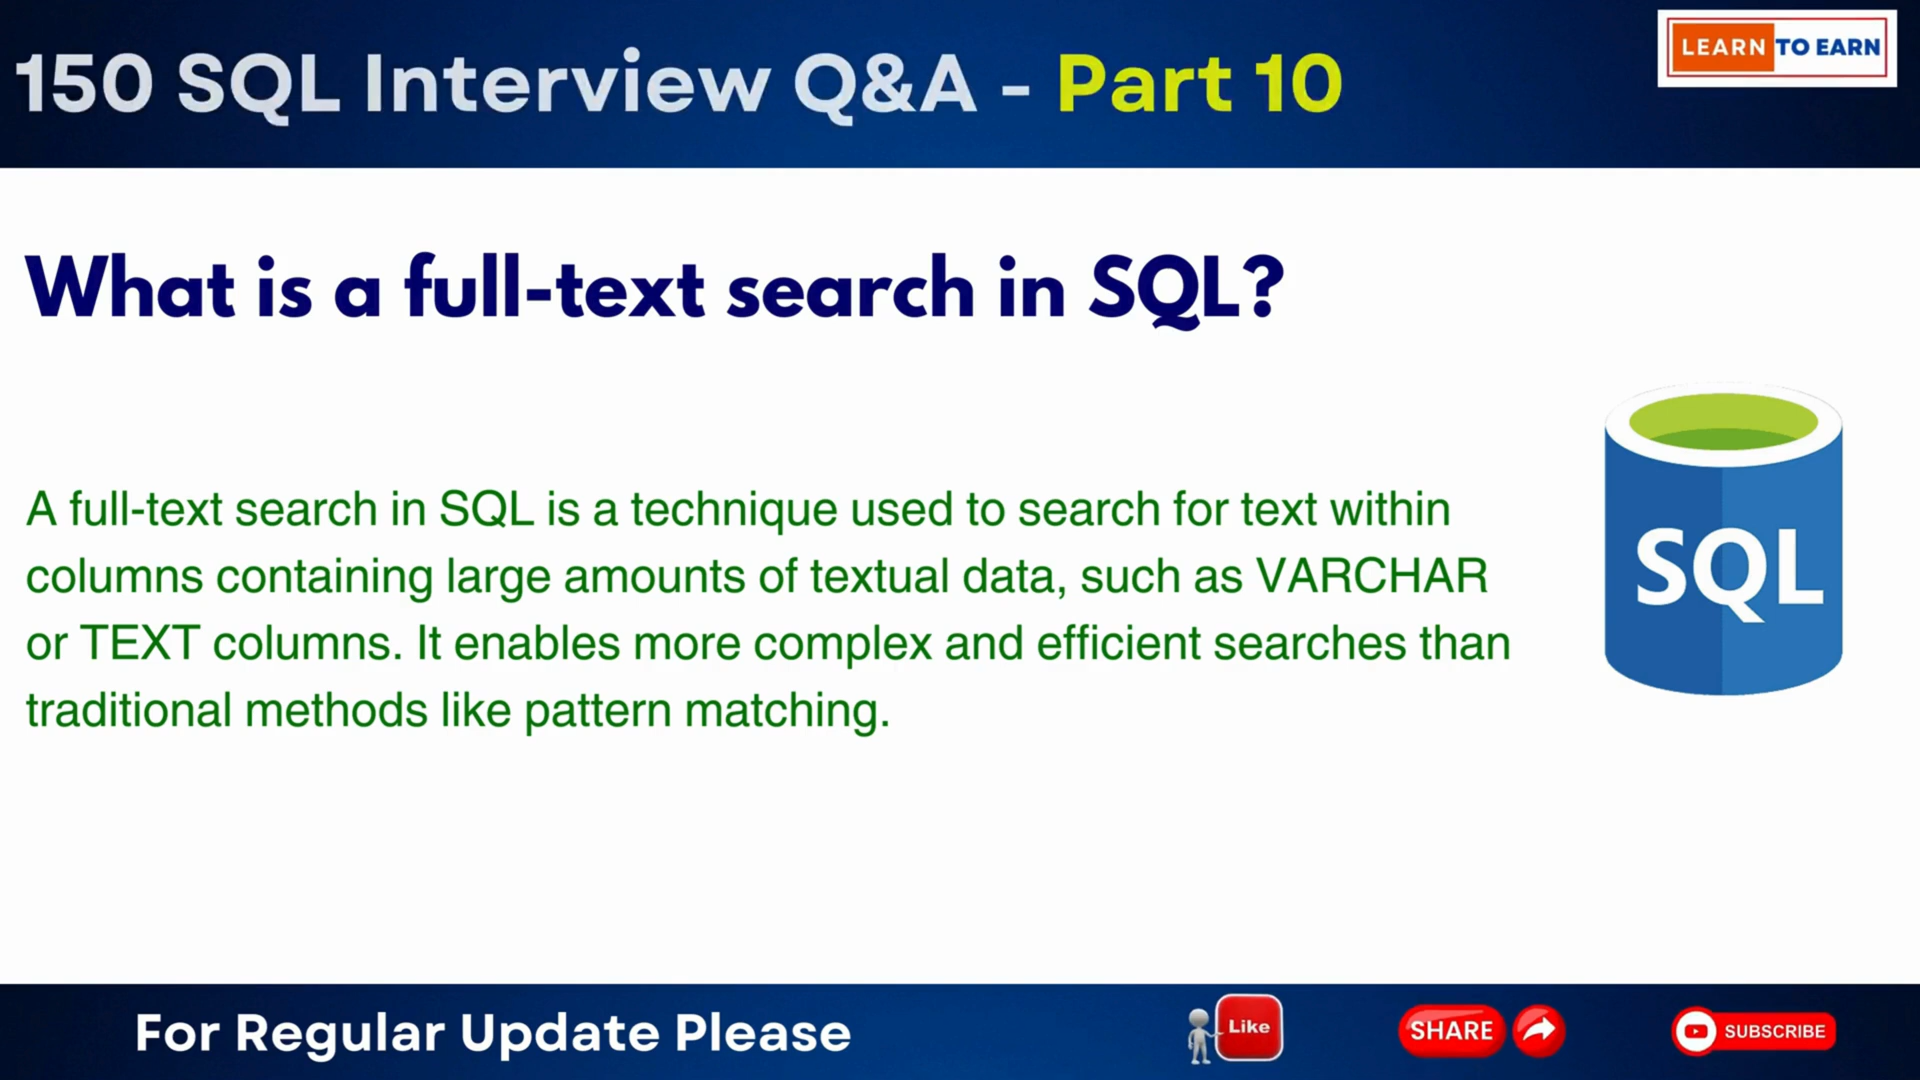 150 SQL Interview Q&A - Part 10
LEARN TO EARN
What is a full-text search in SQL?
A full-text search in SQL is a technique used to search for text within
columns containing large amounts of textual data, such as VARCHAR
or TEXT columns. It enables more complex and efficient searches than
traditional methods like pattern matching.
SQL
For Regular Update Please
Like
SHARE
SUBSCRIBE